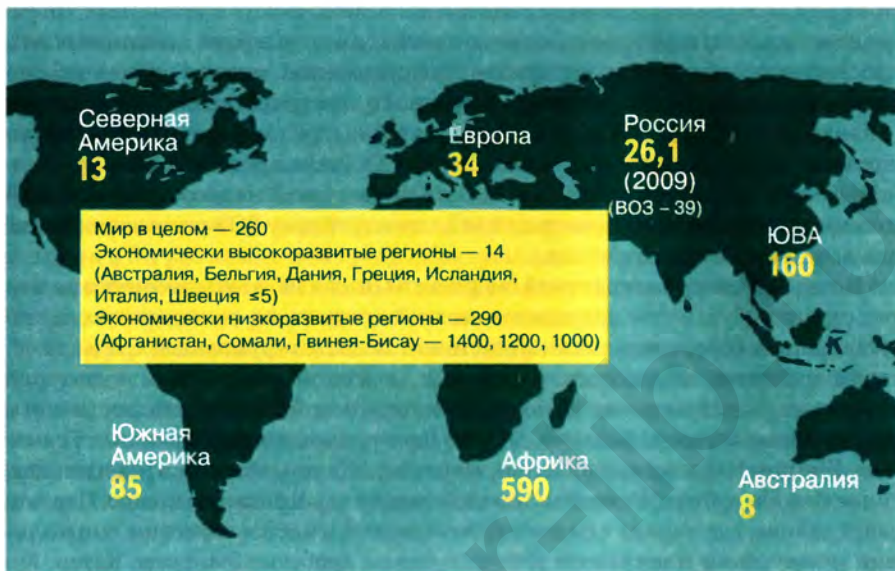 Северная
Америка
13
Европа
34
Россия
26,1
(2009)
(ВОЗ – 39)
ЮВА
160
Мир в целом — 260
Экономически высокоразвитые регионы — 14
(Австралия, Бельгия, Дания, Греция, Исландия,
Италия, Швеция ≤5)
Экономически низкоразвитые регионы — 290
(Афганистан, Сомали, Гвинея-Бисау — 1400, 1200, 1000)
Южная
Америка
85
Африка
590
Австралия
8